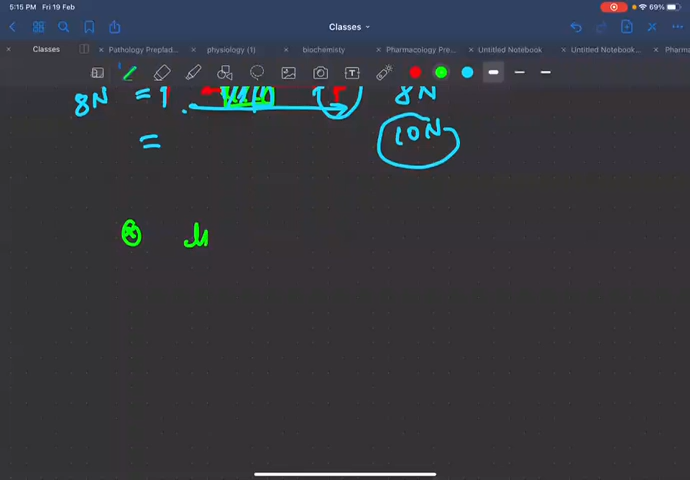 5:15 PM Fri 19 Feb 69%
Classes
Classes Pathology Preplad... physiology (1) biochemisty Pharmacology Pre... Untitled Notebook Untitled Notebook... Pharma
8N = 8N
= 10N